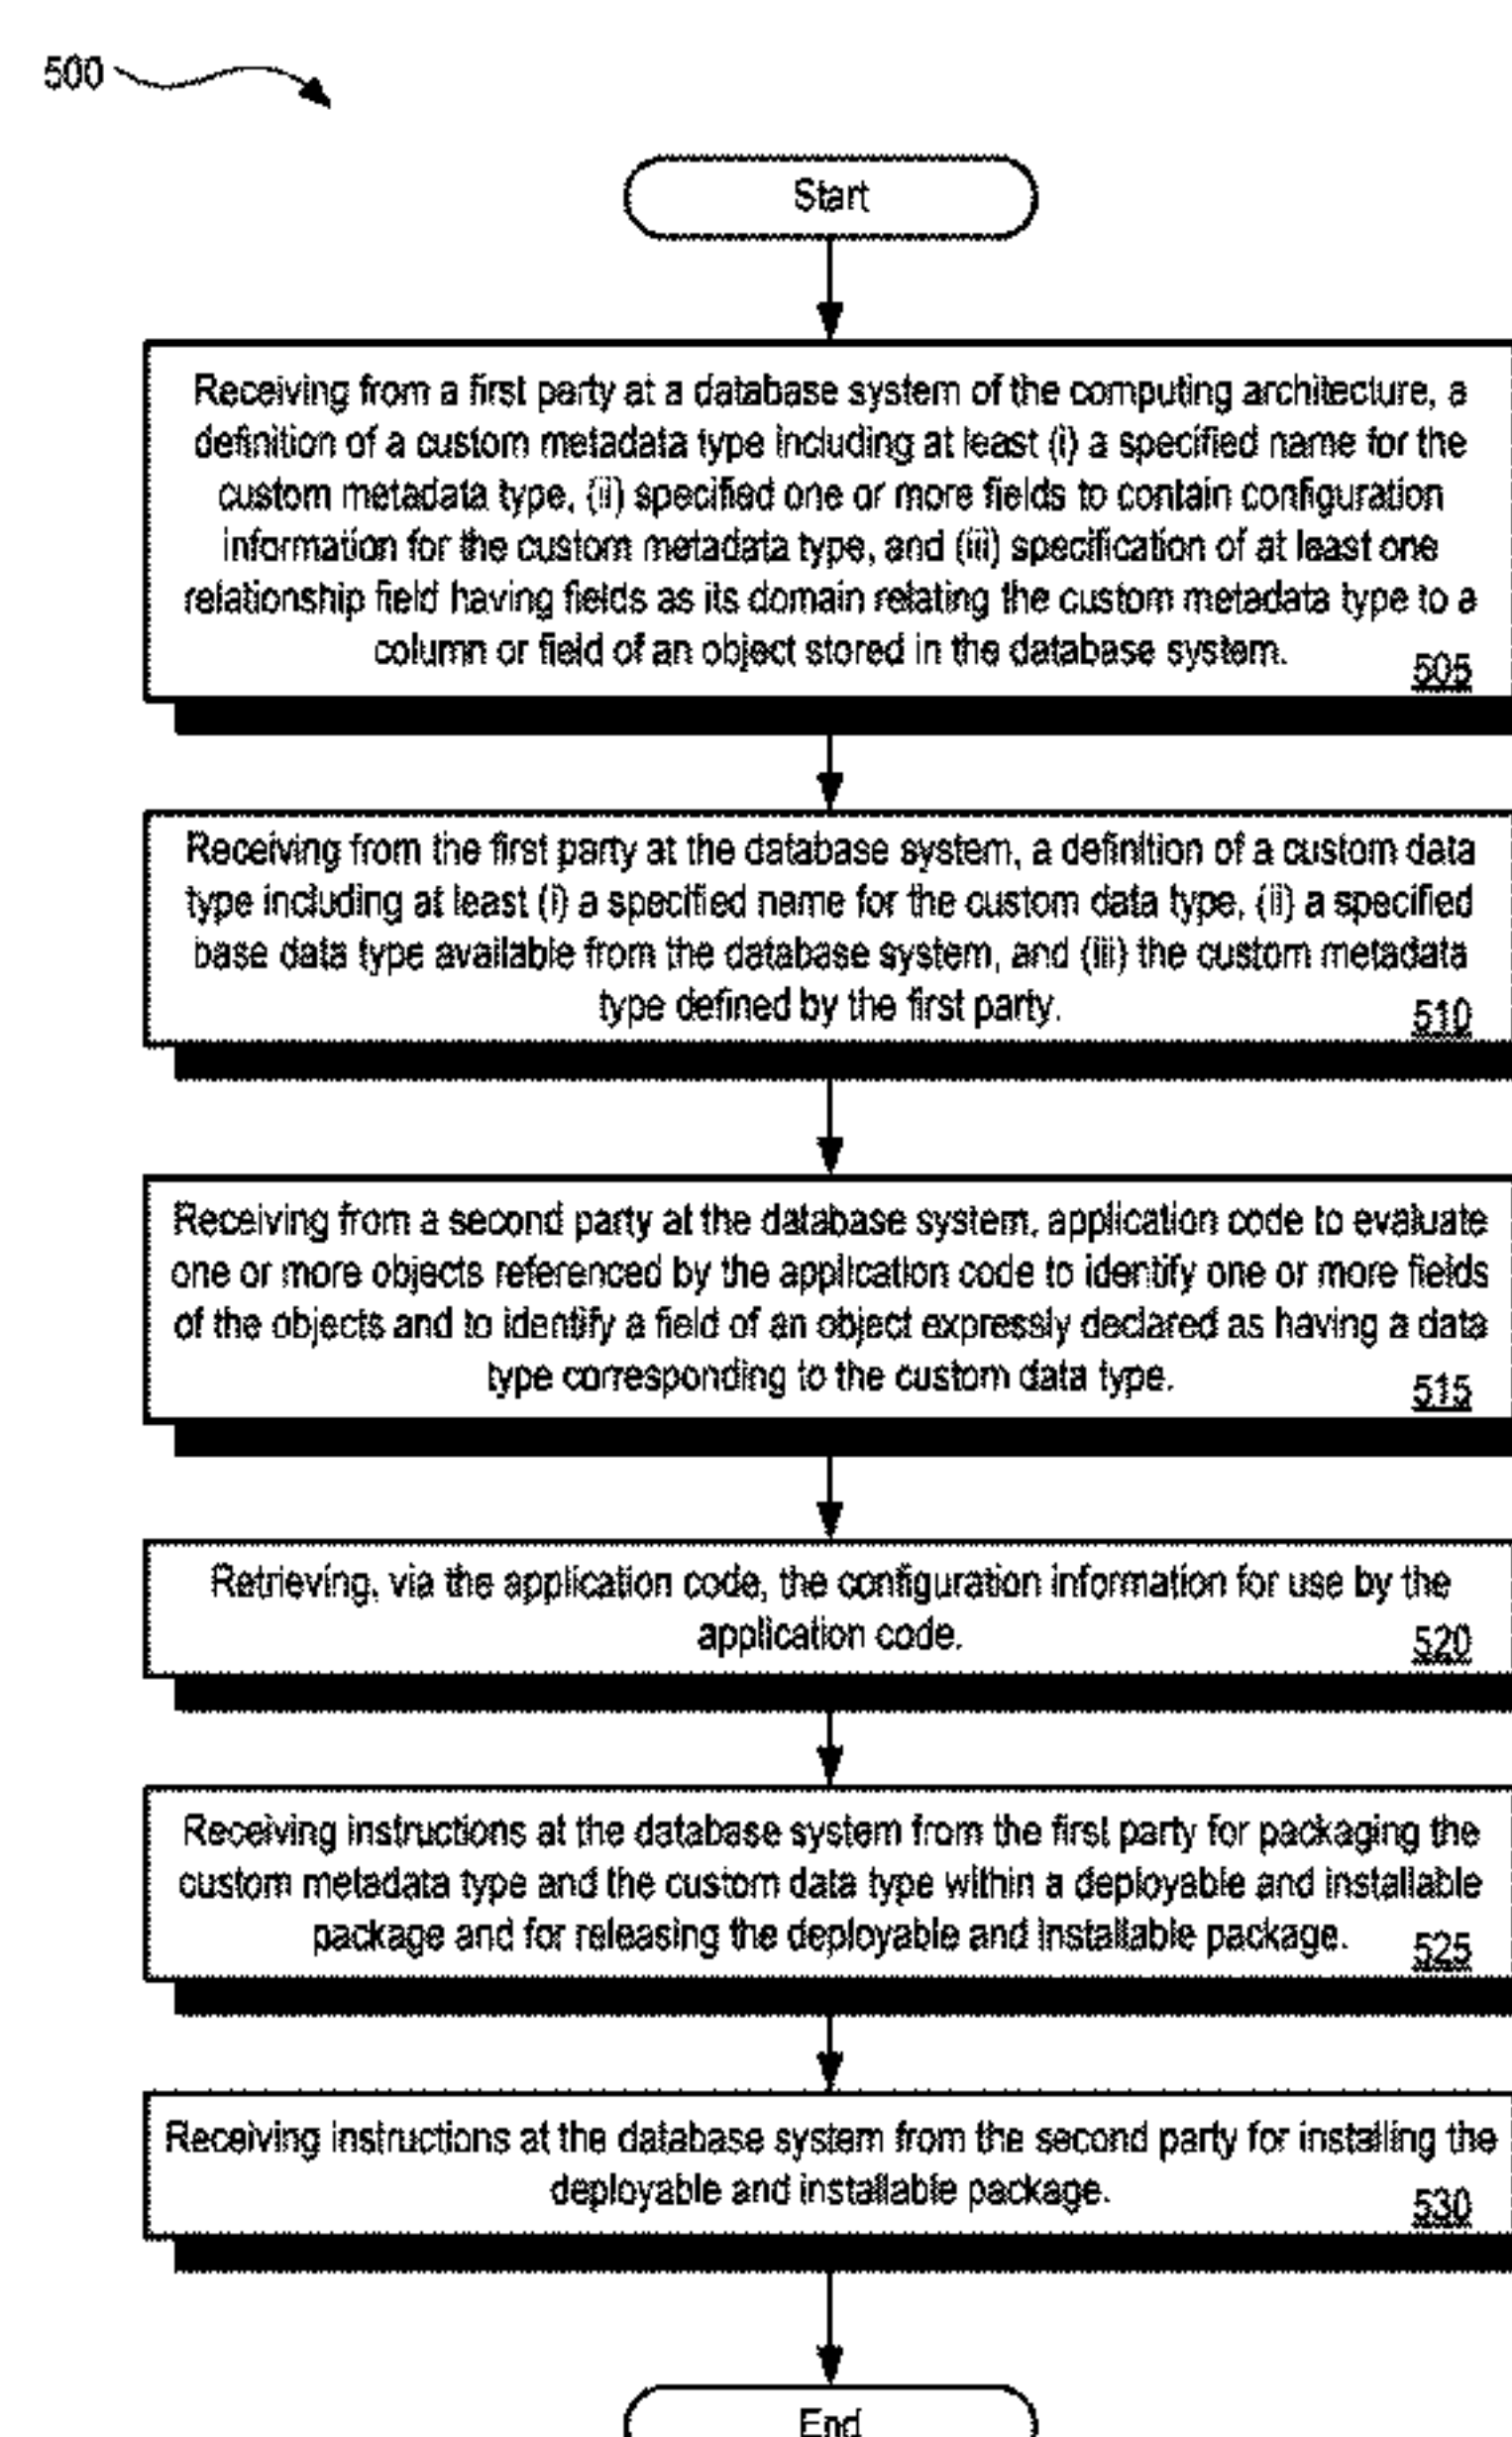 500
Start
Receiving from a first party at a database system of the computing architecture, a
definition of a custom metadata type including at least (i) a specified name for the
custom metadata type, (ii) specified one or more fields to contain configuration
information for the custom metadata type, and (iii) specification of at least one
relationship field having fields as its domain relating the custom metadata type to a
column or field of an object stored in the database system.
505
Receiving from the first party at the database system, a definition of a custom data
type including at least (i) a specified name for the custom data type, (ii) a specified
base data type available from the database system, and (iii) the custom metadata
type defined by the first party.
510
Receiving from a second party at the database system, application code to evaluate
one or more objects referenced by the application code to identify one or more fields
of the objects and to identify a field of an object expressly declared as having a data
type corresponding to the custom data type.
515
Retrieving, via the application code, the configuration information for use by the
application code.
520
Receiving instructions at the database system from the first party for packaging the
custom metadata type and the custom data type within a deployable and installable
package and for releasing the deployable and installable package.
525
Receiving instructions at the database system from the second party for installing the
deployable and installable package.
530
End